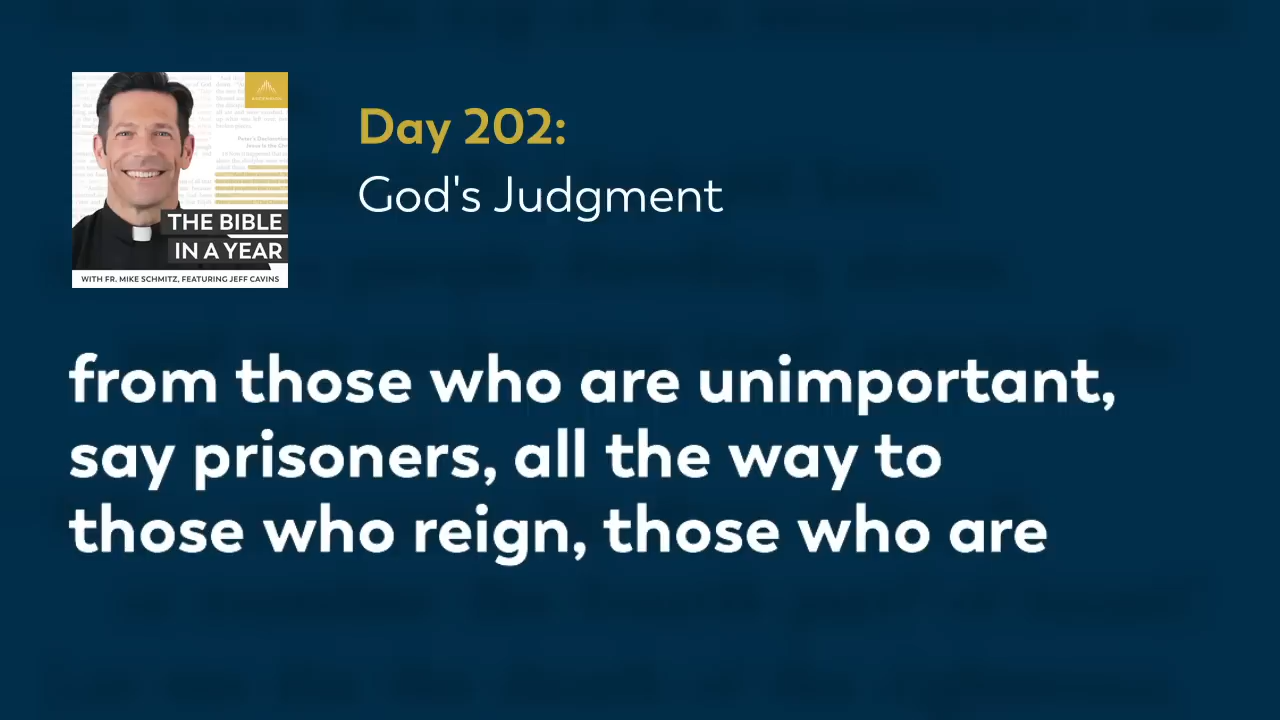 Day 202:
God's Judgment
THE BIBLE
IN A YEAR
WITH FR. MIKE SCHMITZ, FEATURING JEFF CAVINS
from those who are unimportant,
say prisoners, all the way to
those who reign, those who are